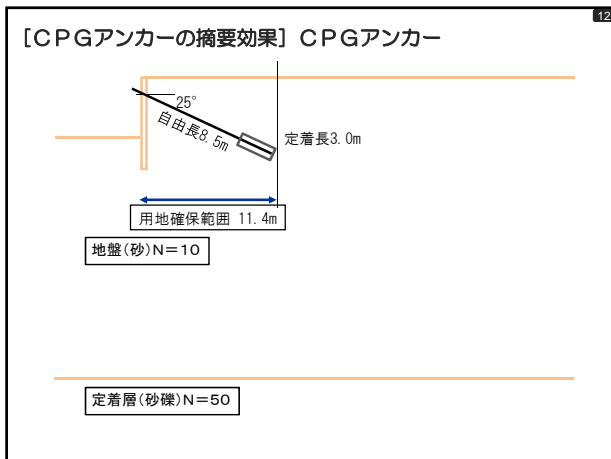 12
[CPGアンカーの摘要効果] CPGアンカー
25°
自由長8.5m
定着長3.0m
用地確保範囲 11.4m
地盤(砂)N=10
定着層(砂礫)N=50